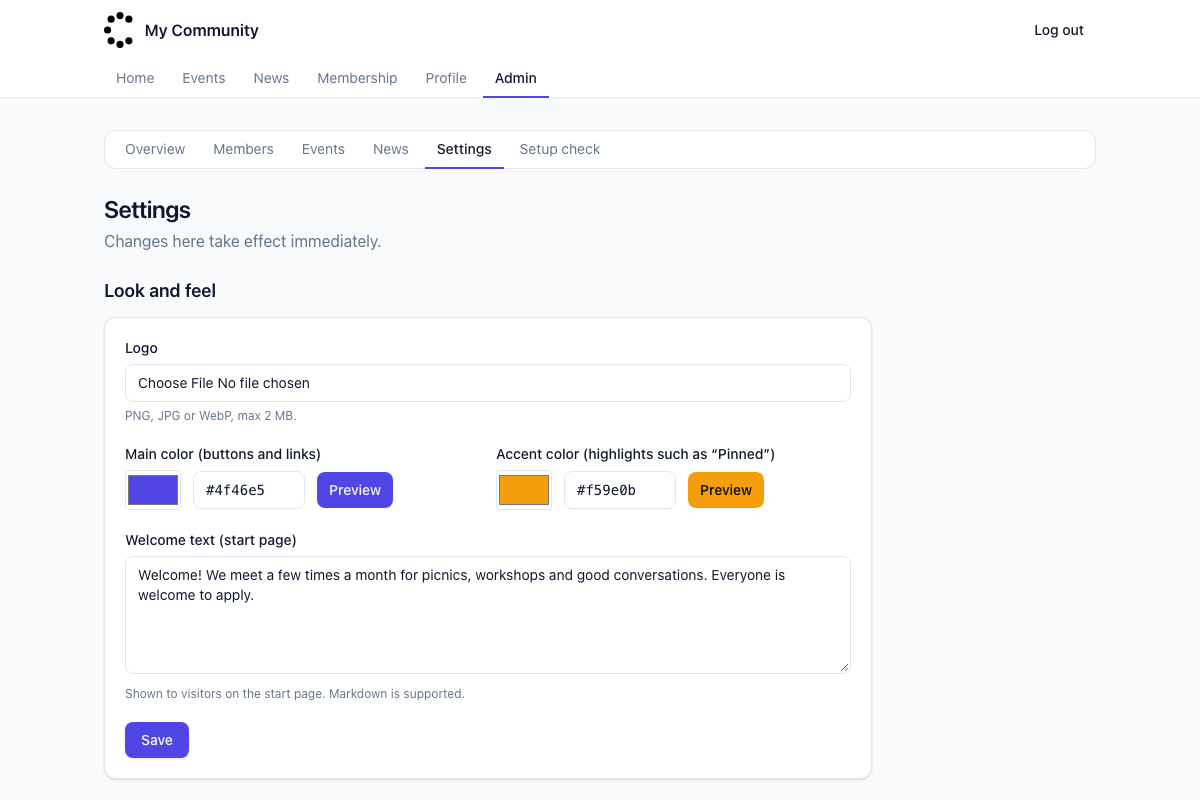 My Community
Log out
Home Events News Membership Profile Admin
Overview Members Events News Settings Setup check
Settings
Changes here take effect immediately.
Look and feel
Logo
Choose File No file chosen
PNG, JPG or WebP, max 2 MB.
Main color (buttons and links)
#4f46e5 Preview
Accent color (highlights such as “Pinned”)
#f59e0b Preview
Welcome text (start page)
Welcome! We meet a few times a month for picnics, workshops and good conversations. Everyone is
welcome to apply.
Shown to visitors on the start page. Markdown is supported.
Save